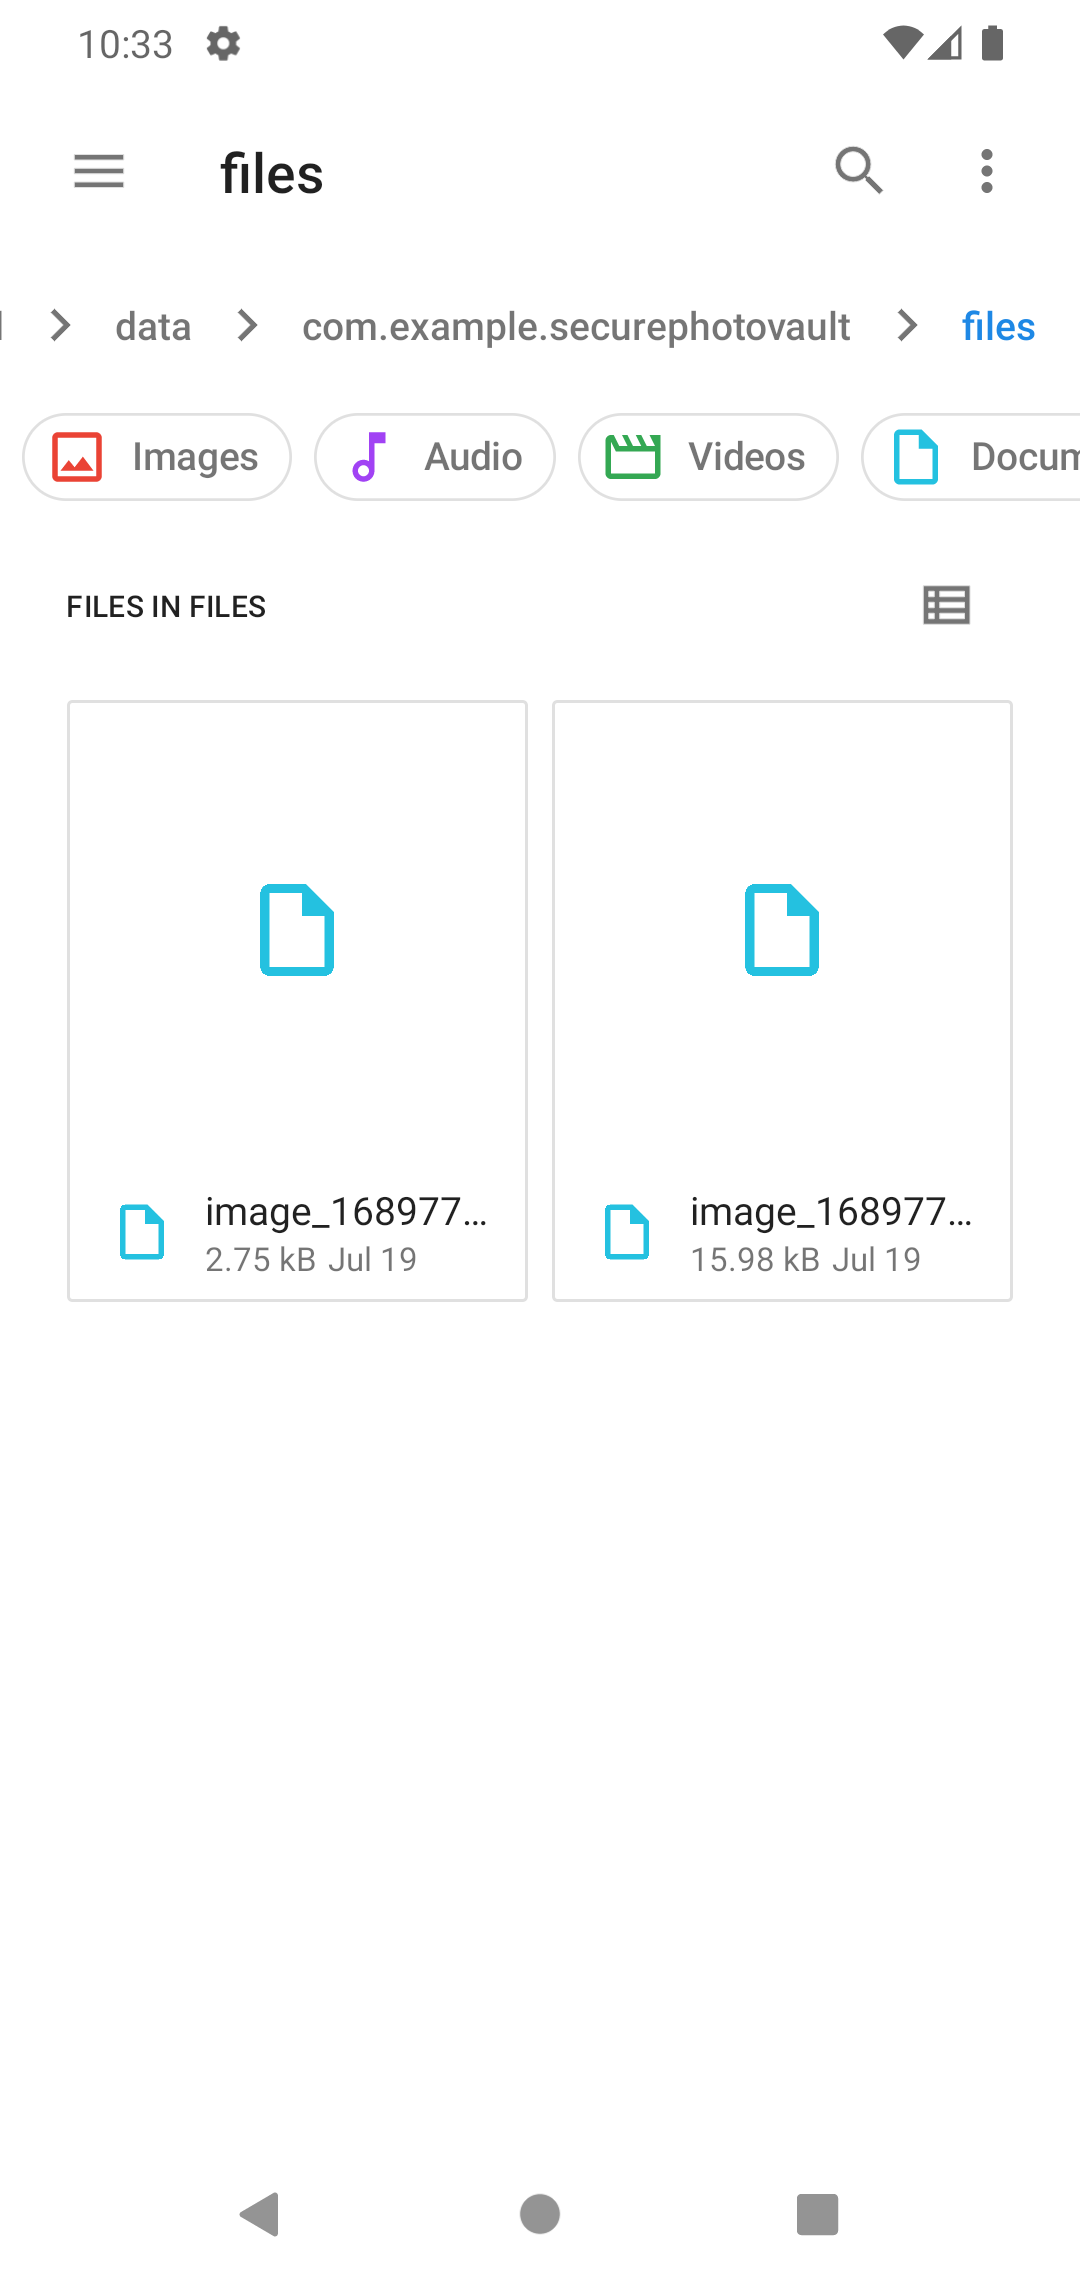 10:33
files
data
com.example.securephotovault
files
Images
Audio
Videos
Docum
FILES IN FILES
image_168977...
2.75 kB Jul 19
image_168977...
15.98 kB Jul 19